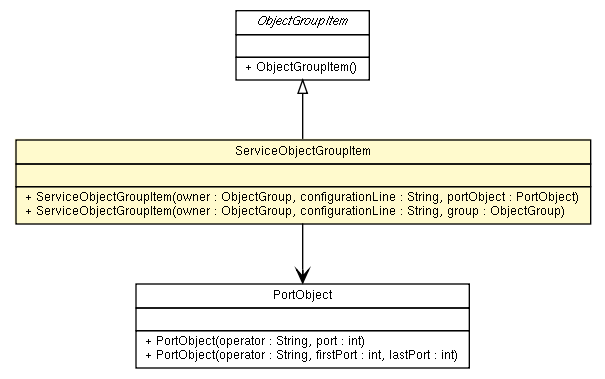 ObjectGroupItem
+ ObjectGroupItem()
ServiceObjectGroupItem
+ ServiceObjectGroupItem(owner : ObjectGroup, configurationLine : String, portObject : PortObject)
+ ServiceObjectGroupItem(owner : ObjectGroup, configurationLine : String, group : ObjectGroup)
PortObject
+ PortObject(operator : String, port : int)
+ PortObject(operator : String, firstPort : int, lastPort : int)